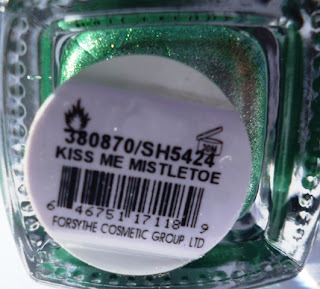 380870/SH5424
KISS ME MISTLETOE
6 46751 17118 9
FORSYTHE COSMETIC GROUP, LTD